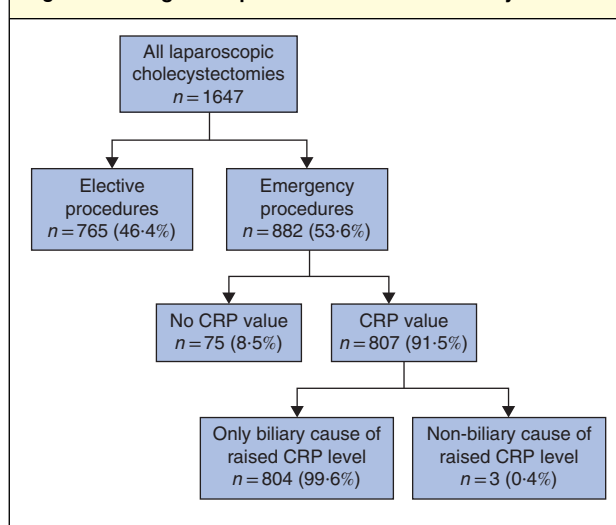 All laparoscopic
cholecystectomies
n = 1647
Elective
procedures
n = 765 (46·4%)
Emergency
procedures
n = 882 (53·6%)
No CRP value
n = 75 (8·5%)
CRP value
n = 807 (91·5%)
Only biliary cause of
raised CRP level
n = 804 (99·6%)
Non-biliary cause of
raised CRP level
n = 3 (0·4%)